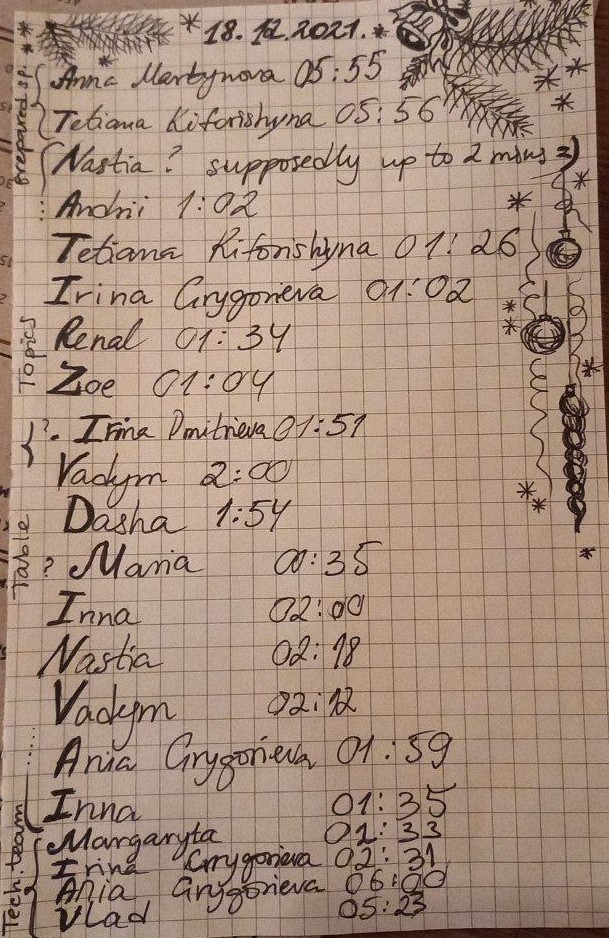 18.12.2021.
Prepared sp.
Anna Martynova 05:55
Tetiana Kiforishyna 05:56
Nastia ? supposedly up to 2 mins =)
Andrii 1:02
Tetiana Kiforishyna 01:26
Irina Grygorieva 01:02
Topics
Renal 01:34
Zoe 01:04
?. Irina Dmitrieva 01:51
Vadym 2:00
Dasha 1:54
Table
? Maria 00:35
Inna 02:00
Nastia 02:18
Vadym 02:12
Ania Grygorieva 01:59
Inna 01:35
Tech. team
Margaryta 01:33
Irina Grrygorieva 02:31
Ania Grygorieva 06:00
Vlad 05:23